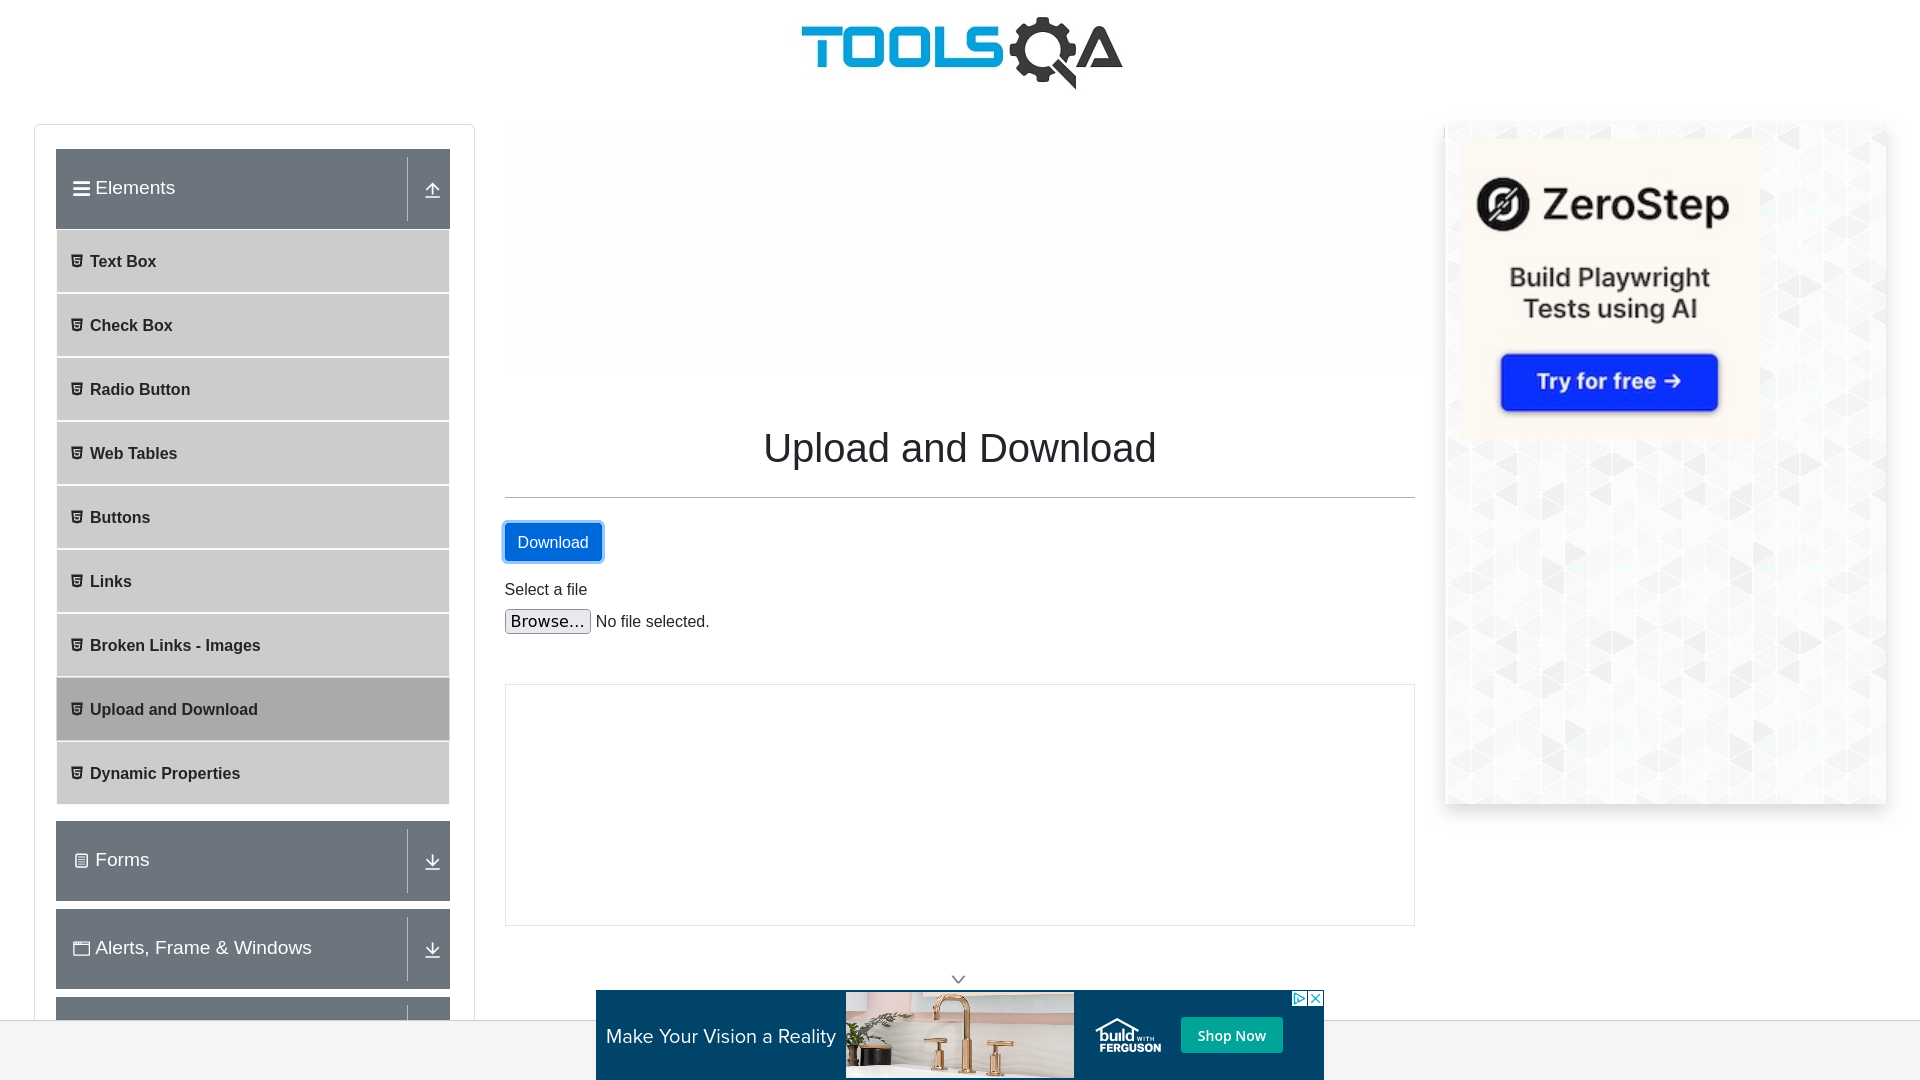 TOOLSQA
Elements
Text Box
Check Box
Radio Button
Web Tables
Buttons
Links
Broken Links - Images
Upload and Download
Dynamic Properties
Forms
Alerts, Frame & Windows
Upload and Download
Download
Select a file
Browse... No file selected.
ZeroStep
Build Playwright
Tests using AI
Try for free →
Make Your Vision a Reality
build WITH
FERGUSON
Shop Now